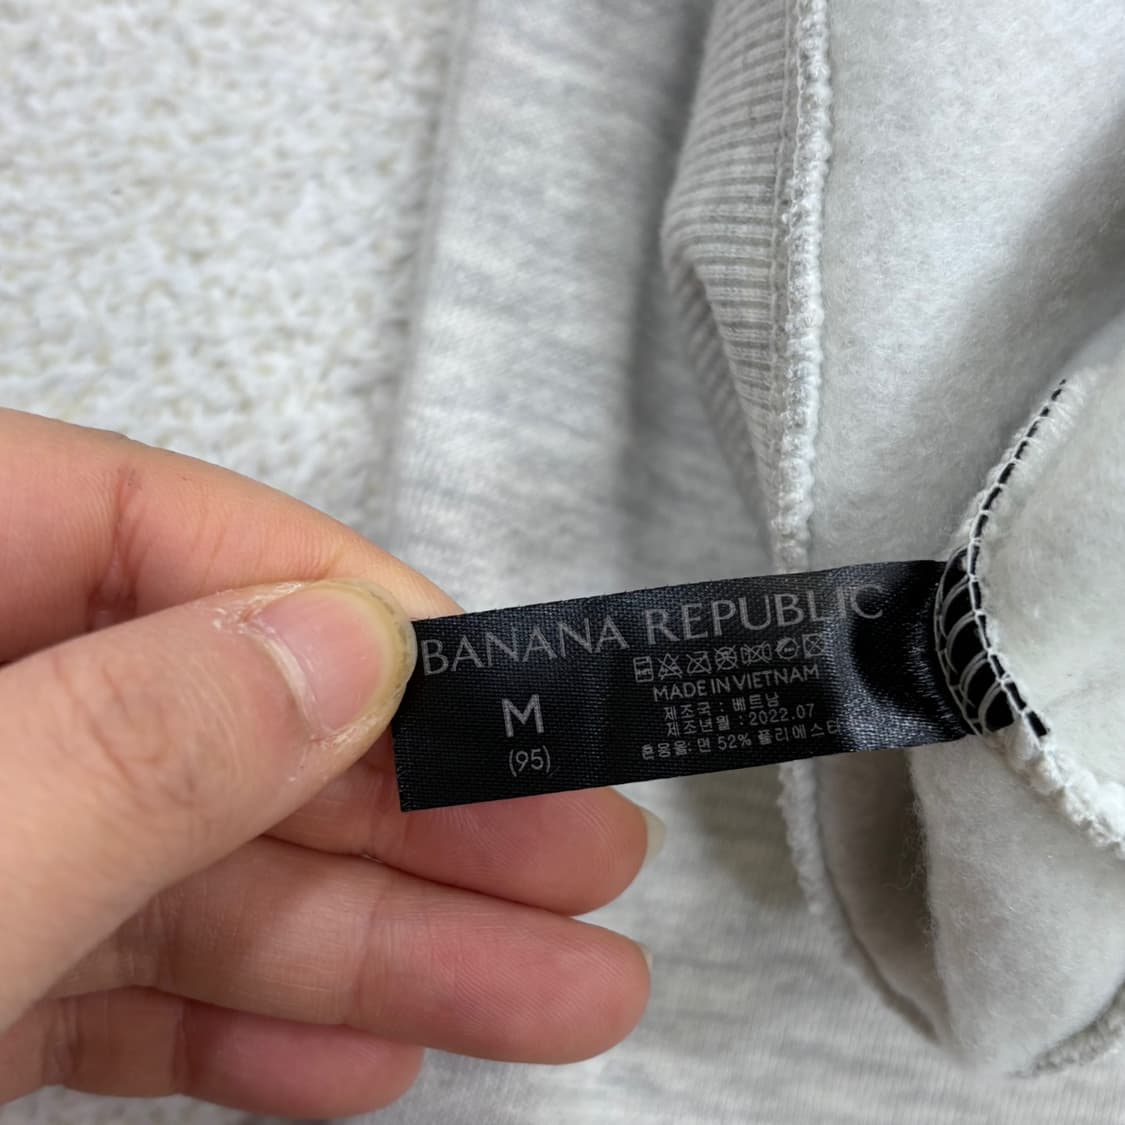 BANANA REPUBLIC
M
(95)
MADE IN VIETNAM
제조국 : 베트남
제조년월 : 2022.07
혼용율: 면 52% 폴리에스터